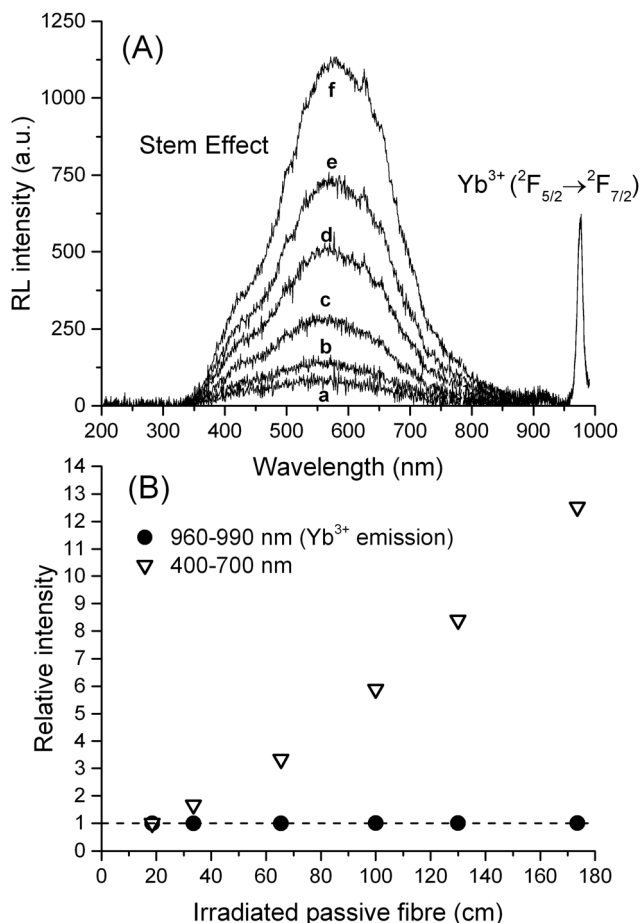 (A)
1250
1000
750
500
250
0
RL intensity (a.u.)
Stem Effect
f
e
d
c
b
a
Yb³⁺ (²F₅/₂→²F₇/₂)
200 300 400 500 600 700 800 900 1000
Wavelength (nm)
(B)
14
13
12
11
10
9
8
7
6
5
4
3
2
1
0
Relative intensity
960-990 nm (Yb³⁺ emission)
400-700 nm
0 20 40 60 80 100 120 140 160 180
Irradiated passive fibre (cm)